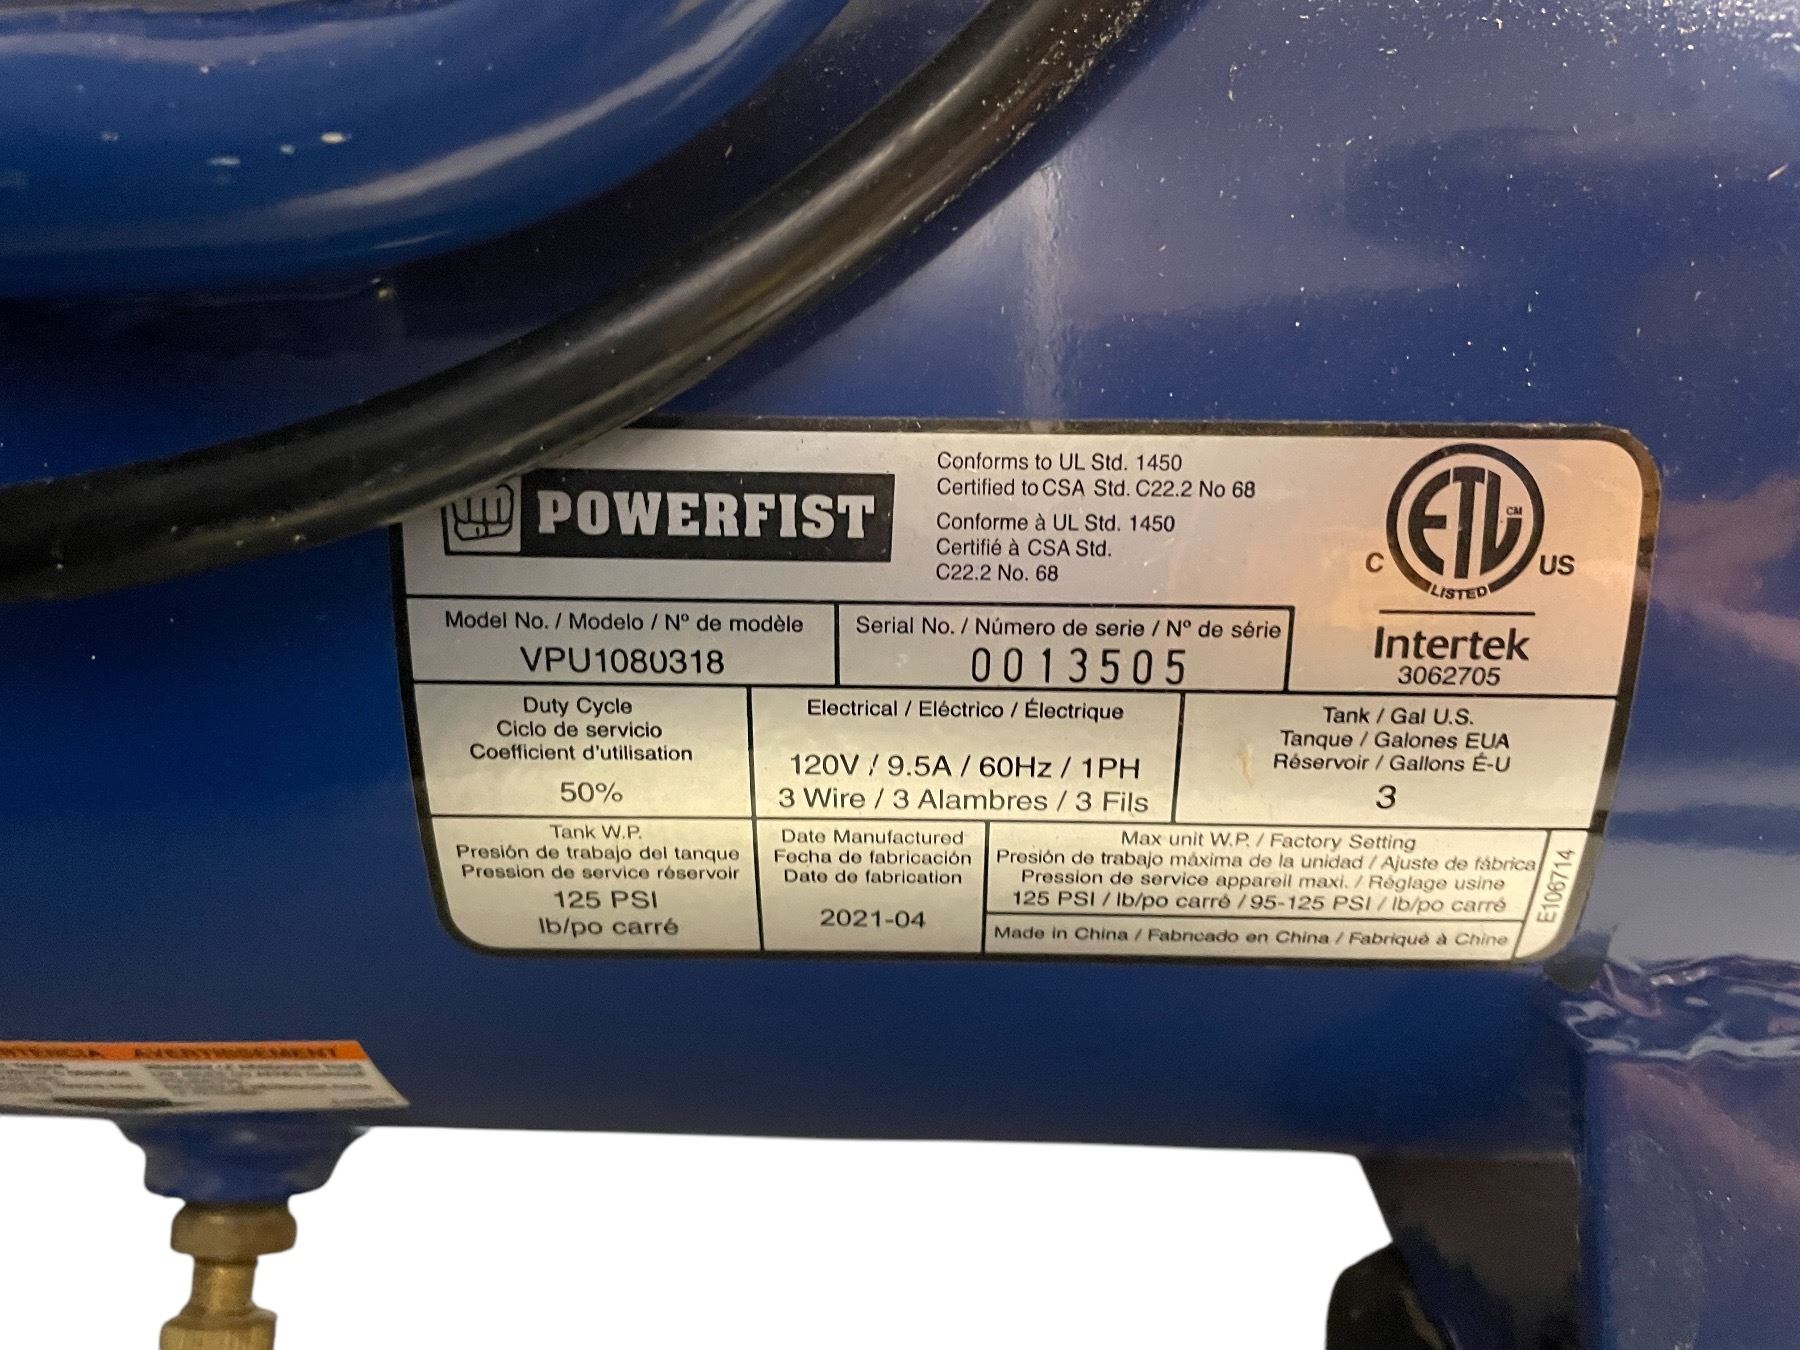 POWERFIST
Conforms to UL Std. 1450
Certified to CSA Std. C22.2 No 68
Conforme à UL Std. 1450
Certifié à CSA Std.
C22.2 No. 68
C ETL CM US
LISTED
Intertek
3062705
Model No. / Modelo / Nº de modèle
VPU1080318
Serial No. / Número de serie / Nº de série
0013505
Duty Cycle
Ciclo de servicio
Coefficient d'utilisation
50%
Electrical / Eléctrico / Électrique
120V / 9.5A / 60Hz / 1PH
3 Wire / 3 Alambres / 3 Fils
Tank / Gal U.S.
Tanque / Galones EUA
Réservoir / Gallons É-U
3
Tank W.P.
Presión de trabajo del tanque
Pression de service réservoir
125 PSI
lb/po carré
Date Manufactured
Fecha de fabricación
Date de fabrication
2021-04
Max unit W.P. / Factory Setting
Presión de trabajo máxima de la unidad / Ajuste de fábrica
Pression de service appareil maxi. / Réglage usine
125 PSI / lb/po carré / 95-125 PSI / lb/po carré
Made in China / Fabricado en China / Fabriqué à Chine
E106714
AVERTISSEMENT